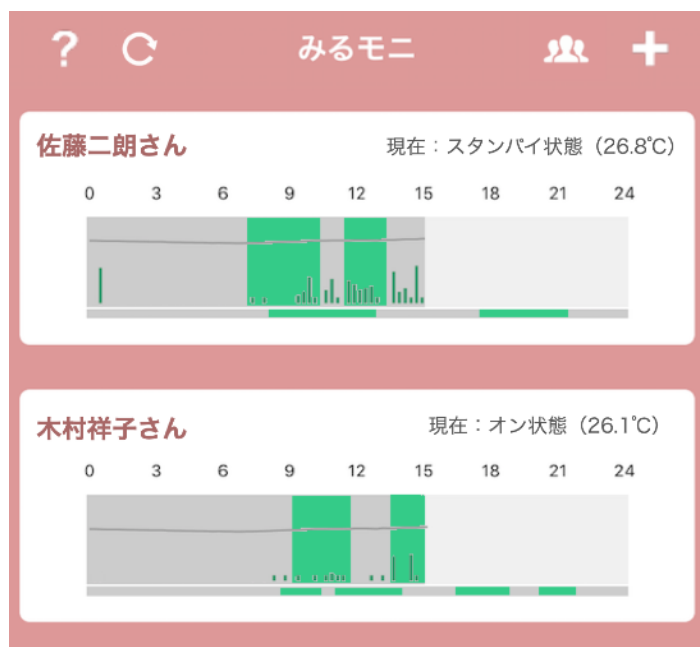 ? みるモニ
佐藤二朗さん 現在：スタンバイ状態（26.8℃）
0 3 6 9 12 15 18 21 24
木村祥子さん 現在：オン状態（26.1℃）
0 3 6 9 12 15 18 21 24